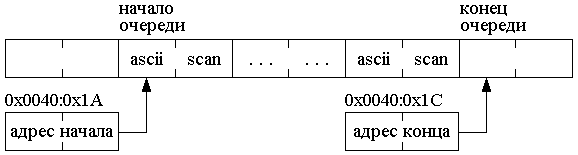 начало
очереди
конец
очереди
ascii scan . . . . . . ascii scan
0x0040:0x1A
0x0040:0x1C
адрес начала
адрес конца